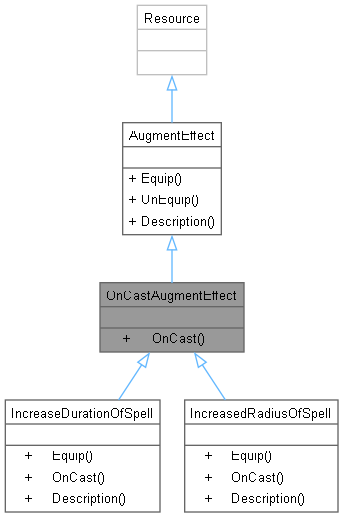 Resource
AugmentEffect
+ Equip()
+ UnEquip()
+ Description()
OnCastAugmentEffect
+ OnCast()
IncreaseDurationOfSpell
+ Equip()
+ OnCast()
+ Description()
IncreasedRadiusOfSpell
+ Equip()
+ OnCast()
+ Description()